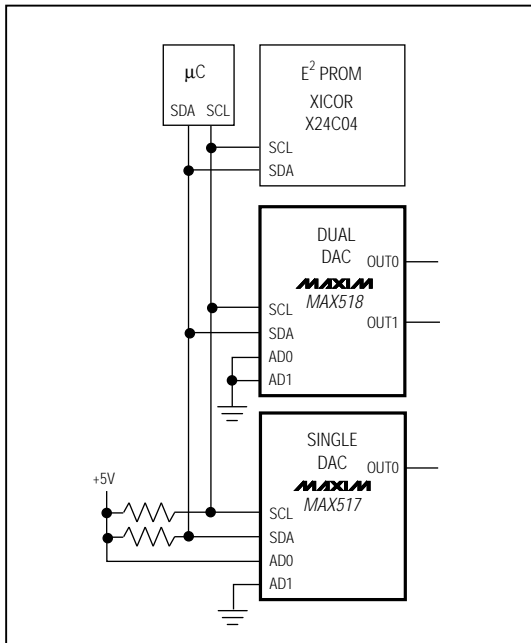 μC
SDA SCL
E² PROM
XICOR
X24C04
SCL
SDA
DUAL
DAC
MAXIM
MAX518
OUT0
OUT1
SCL
SDA
AD0
AD1
SINGLE
DAC
MAXIM
MAX517
OUT0
+5V
SCL
SDA
AD0
AD1